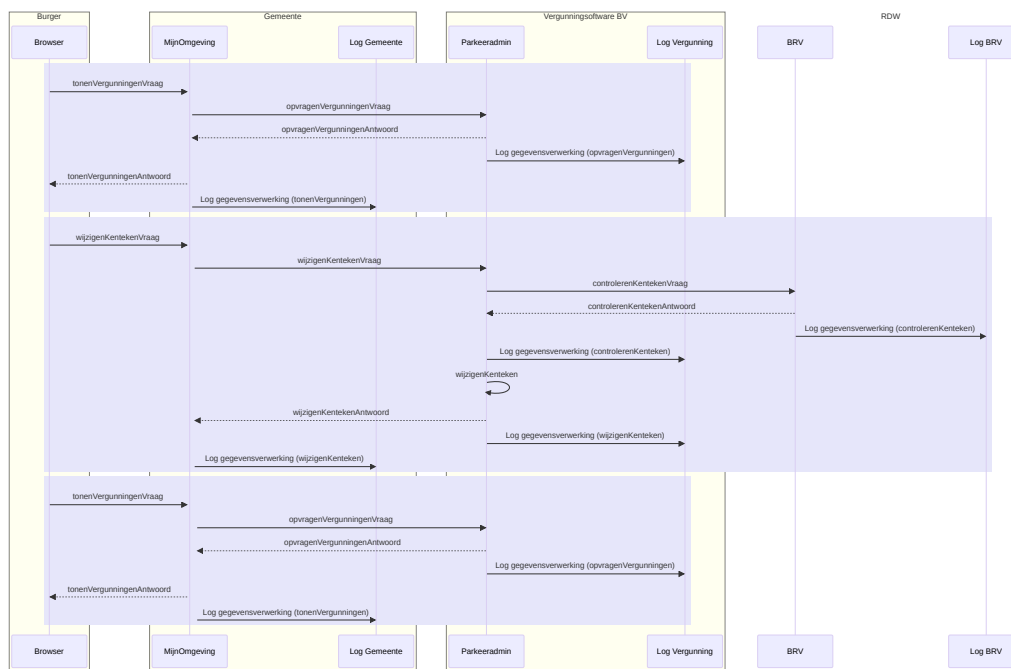 Burger
Gemeente
Vergunningsoftware BV
RDW
Browser
MijnOmgeving
Log Gemeente
Parkeeradmin
Log Vergunning
BRV
Log BRV
tonenVergunningenVraag
opvragenVergunningenVraag
opvragenVergunningenAntwoord
Log gegevensverwerking (opvragenVergunningen)
tonenVergunningenAntwoord
Log gegevensverwerking (tonenVergunningen)
wijzigenKentekenVraag
wijzigenKentekenVraag
controlerenKentekenVraag
controlerenKentekenAntwoord
Log gegevensverwerking (controlerenKenteken)
Log gegevensverwerking (controlerenKenteken)
wijzigenKenteken
wijzigenKentekenAntwoord
Log gegevensverwerking (wijzigenKenteken)
Log gegevensverwerking (wijzigenKenteken)
tonenVergunningenVraag
opvragenVergunningenVraag
opvragenVergunningenAntwoord
Log gegevensverwerking (opvragenVergunningen)
tonenVergunningenAntwoord
Log gegevensverwerking (tonenVergunningen)
Browser
MijnOmgeving
Log Gemeente
Parkeeradmin
Log Vergunning
BRV
Log BRV